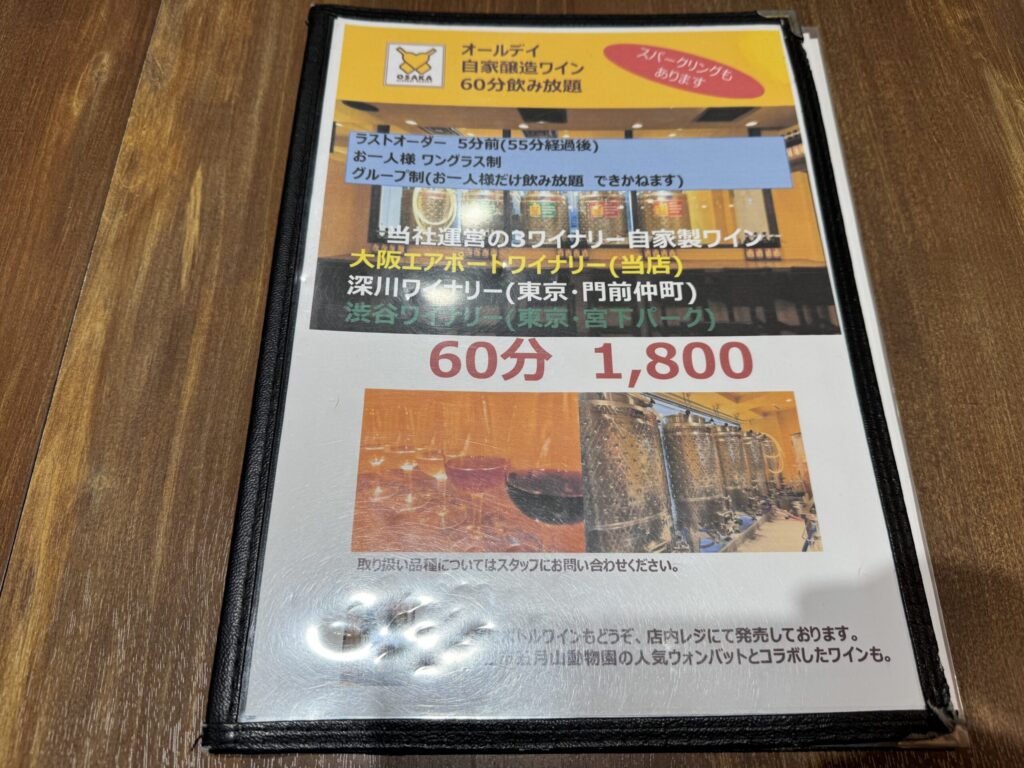 OSAKA
オールデイ
自家醸造ワイン
60分飲み放題
スパークリングも
あります
ラストオーダー 5分前(55分経過後)
お一人様 ワングラス制
グループ制(お一人様だけ飲み放題 できかねます)
当社運営の3ワイナリー自家製ワイン
大阪エアポートワイナリー(当店)
深川ワイナリー(東京・門前仲町)
渋谷ワイナリー(東京・宮下パーク)
60分 1,800
取り扱い品種についてはスタッフにお問い合わせください。
ボトルワインもどうぞ、店内レジにて発売しております。
月山動物園の人気ウォンバットとコラボしたワインも。